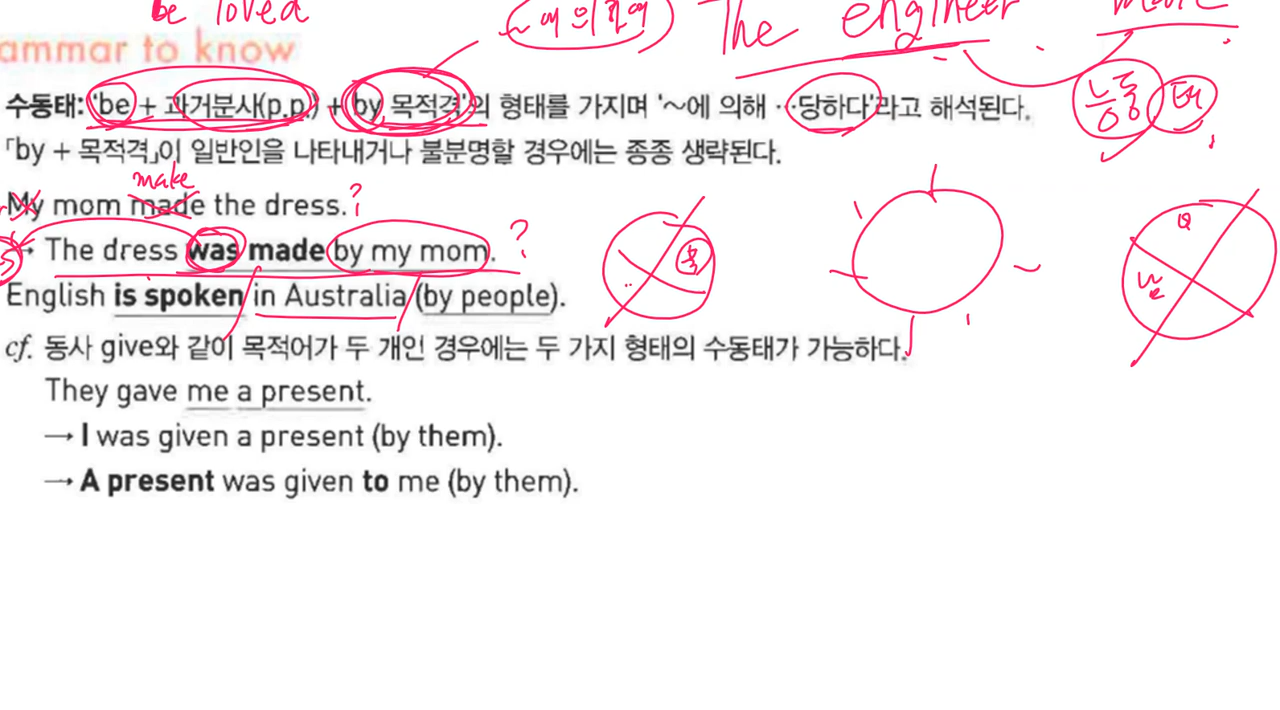 be loved
~에 의하여) The engineer
ammar to know
수동태: 'be + 과거분사(p.p.) + by 목적격'의 형태를 가지며 '~에 의해 …당하다'라고 해석된다.
능동태
「by + 목적격」이 일반인을 나타내거나 불분명할 경우에는 종종 생략된다.
make
My mom made the dress. ?
→ The dress was made by my mom. ?
목
English is spoken in Australia (by people).
cf. 동사 give와 같이 목적어가 두 개인 경우에는 두 가지 형태의 수동태가 가능하다.
They gave me a present.
→ I was given a present (by them).
→ A present was given to me (by them).